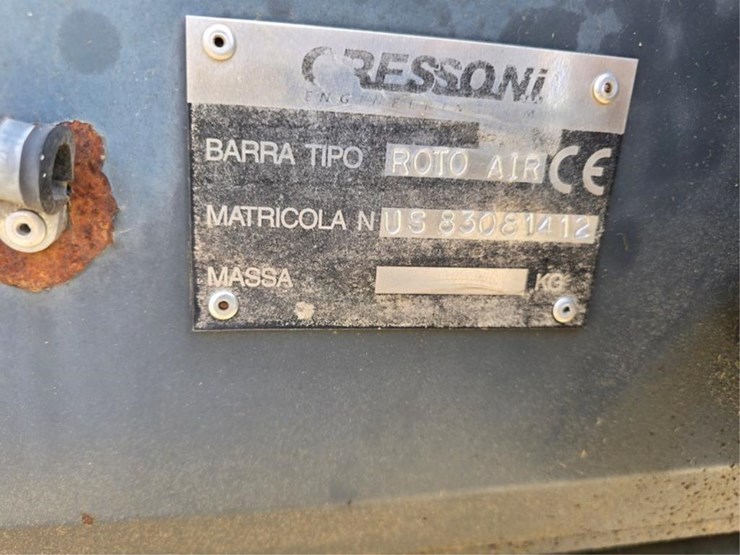 CRESSONI
BARRA TIPO ROTO AIR CE
MATRICOLA N US 83081412
MASSA KG